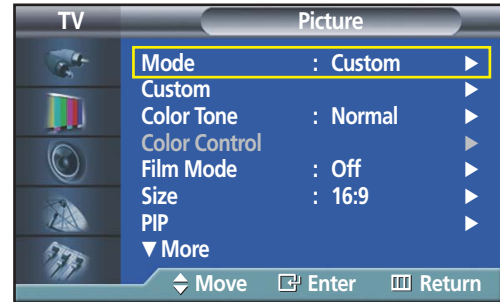 TV Picture
Mode : Custom ▶
Custom ▶
Color Tone : Normal ▶
Color Control ▶
Film Mode : Off ▶
Size : 16:9 ▶
PIP ▶
▼ More
Move Enter Return